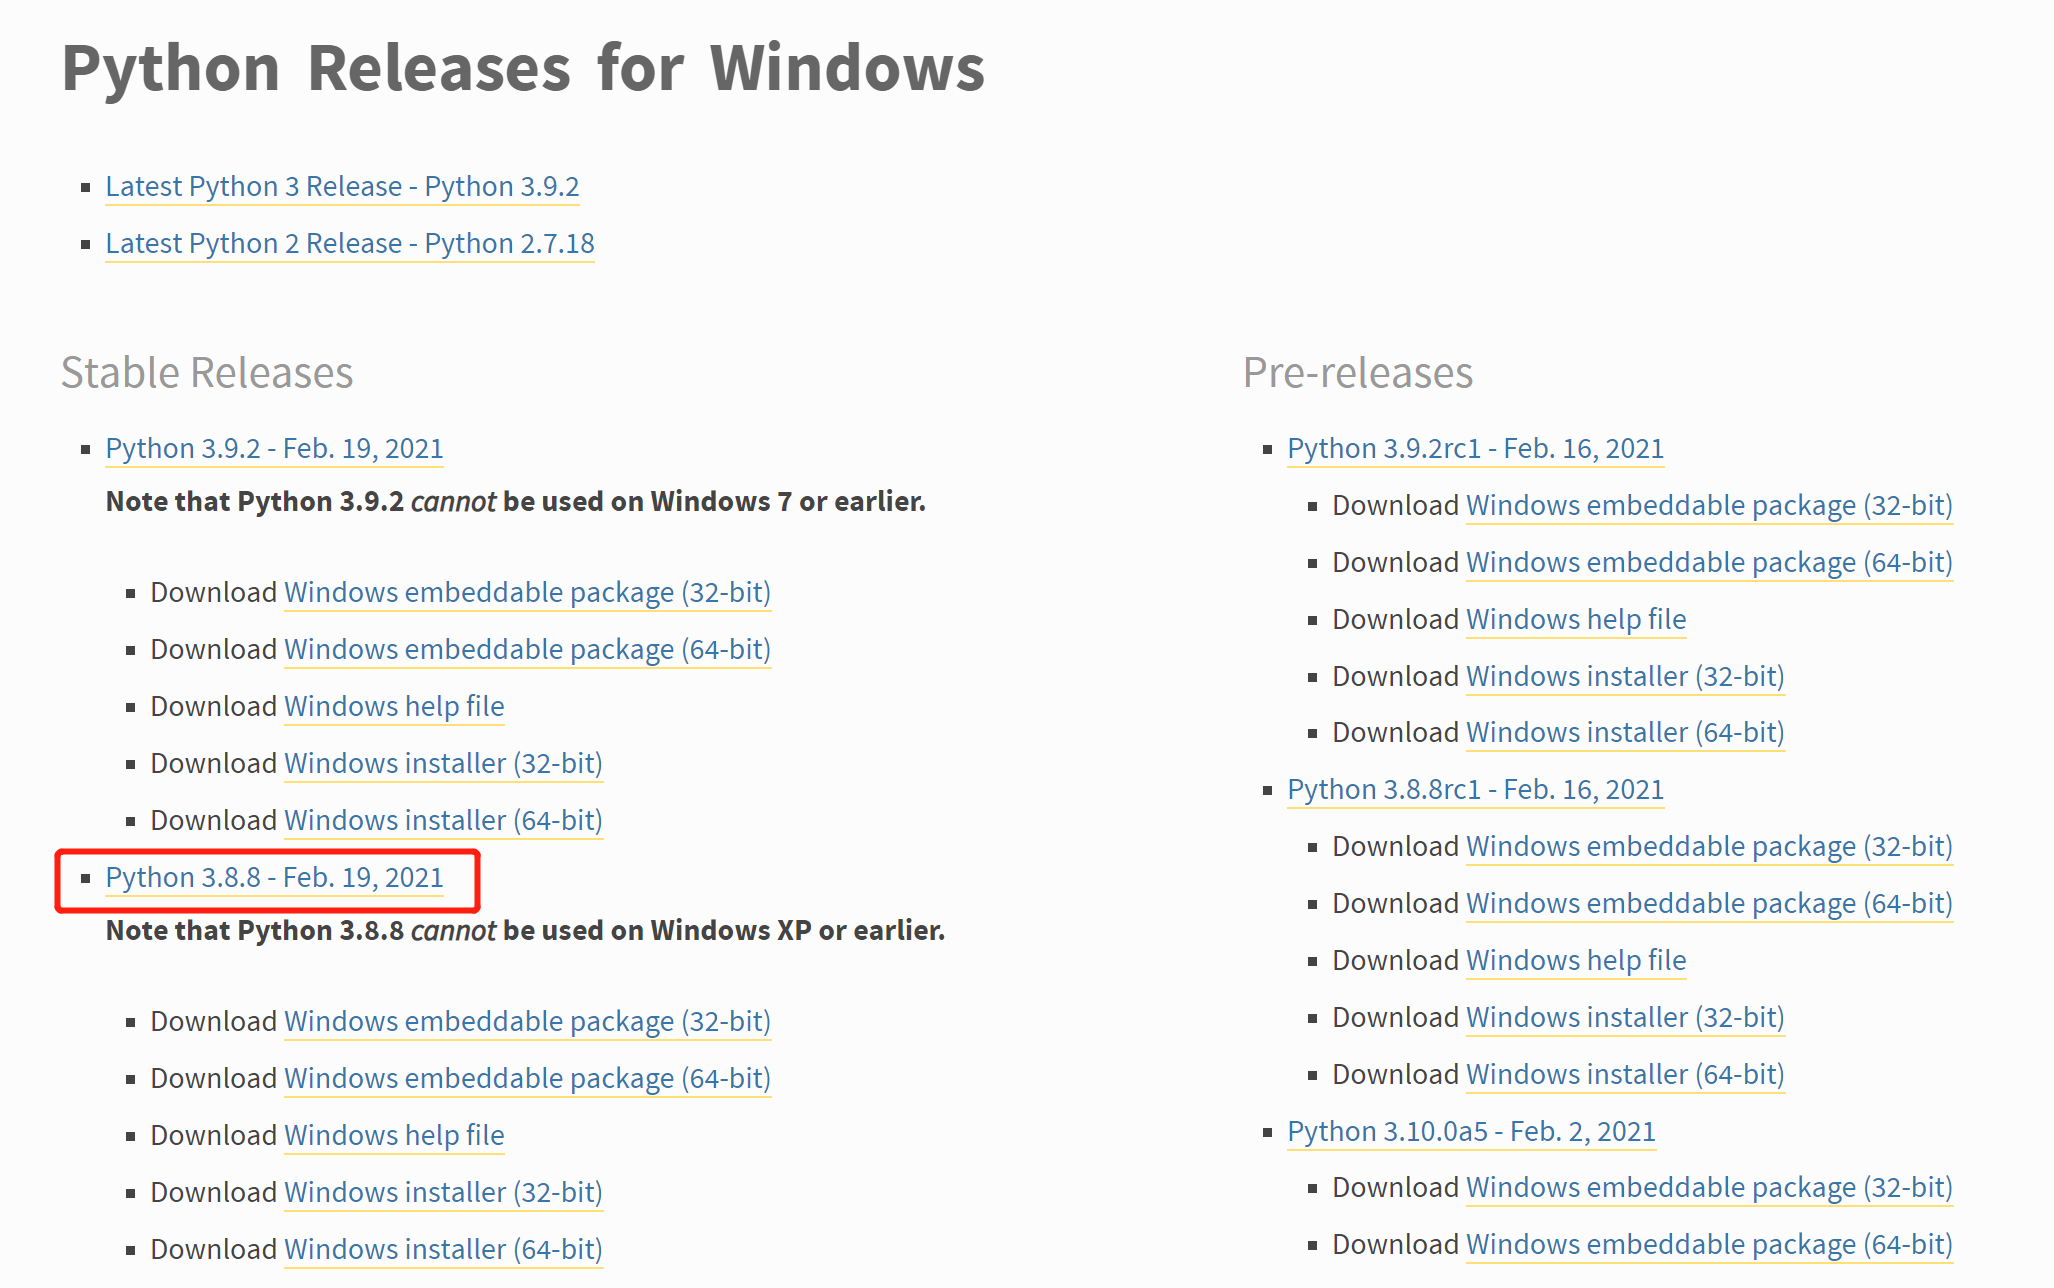 Python Releases for Windows
Latest Python 3 Release - Python 3.9.2
Latest Python 2 Release - Python 2.7.18
Stable Releases
Python 3.9.2 - Feb. 19, 2021
Note that Python 3.9.2 cannot be used on Windows 7 or earlier.
Download Windows embeddable package (32-bit)
Download Windows embeddable package (64-bit)
Download Windows help file
Download Windows installer (32-bit)
Download Windows installer (64-bit)
Python 3.8.8 - Feb. 19, 2021
Note that Python 3.8.8 cannot be used on Windows XP or earlier.
Download Windows embeddable package (32-bit)
Download Windows embeddable package (64-bit)
Download Windows help file
Download Windows installer (32-bit)
Download Windows installer (64-bit)
Pre-releases
Python 3.9.2rc1 - Feb. 16, 2021
Download Windows embeddable package (32-bit)
Download Windows embeddable package (64-bit)
Download Windows help file
Download Windows installer (32-bit)
Download Windows installer (64-bit)
Python 3.8.8rc1 - Feb. 16, 2021
Download Windows embeddable package (32-bit)
Download Windows embeddable package (64-bit)
Download Windows help file
Download Windows installer (32-bit)
Download Windows installer (64-bit)
Python 3.10.0a5 - Feb. 2, 2021
Download Windows embeddable package (32-bit)
Download Windows embeddable package (64-bit)